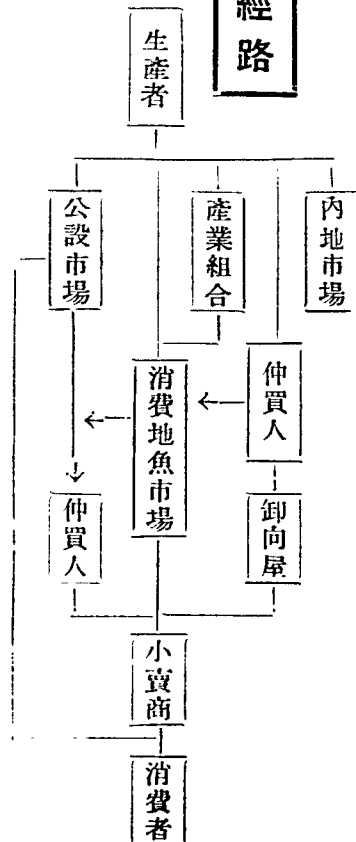 經路
生產者
內地市場
產業組合
公設市場
仲買人
消費地魚市場
卸向屋
仲買人
小賣商
消費者